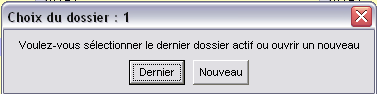 Choix du dossier : 1
Voulez-vous sélectionner le dernier dossier actif ou ouvrir un nouveau
Dernier
Nouveau